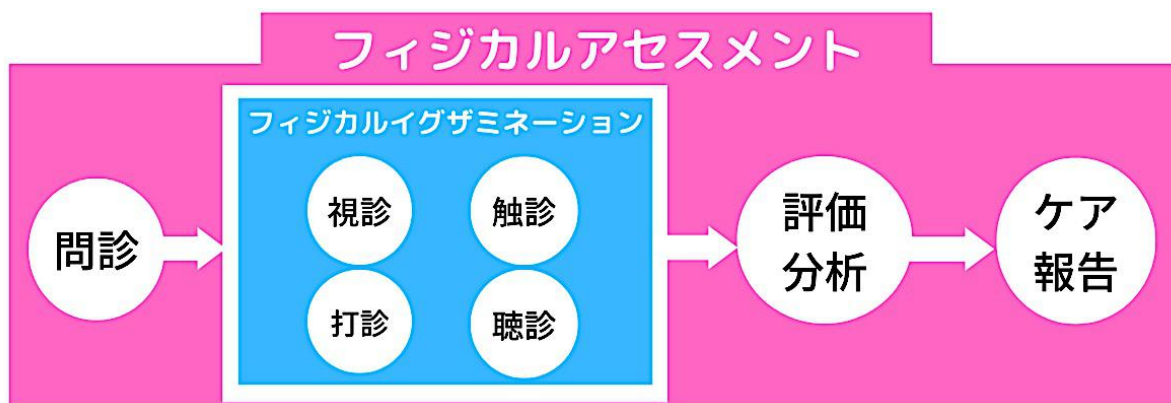 フィジカルアセスメント
フィジカルイグザミネーション
問診
視診
触診
打診
聴診
評価
分析
ケア
報告